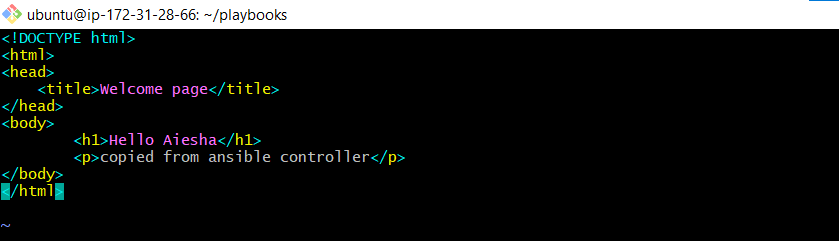 ubuntu@ip-172-31-28-66: ~/playbooks
<!DOCTYPE html>
<html>
<head>
    <title>Welcome page</title>
</head>
<body>
        <h1>Hello Aiesha</h1>
        <p>copied from ansible controller</p>
</body>
</html>
~